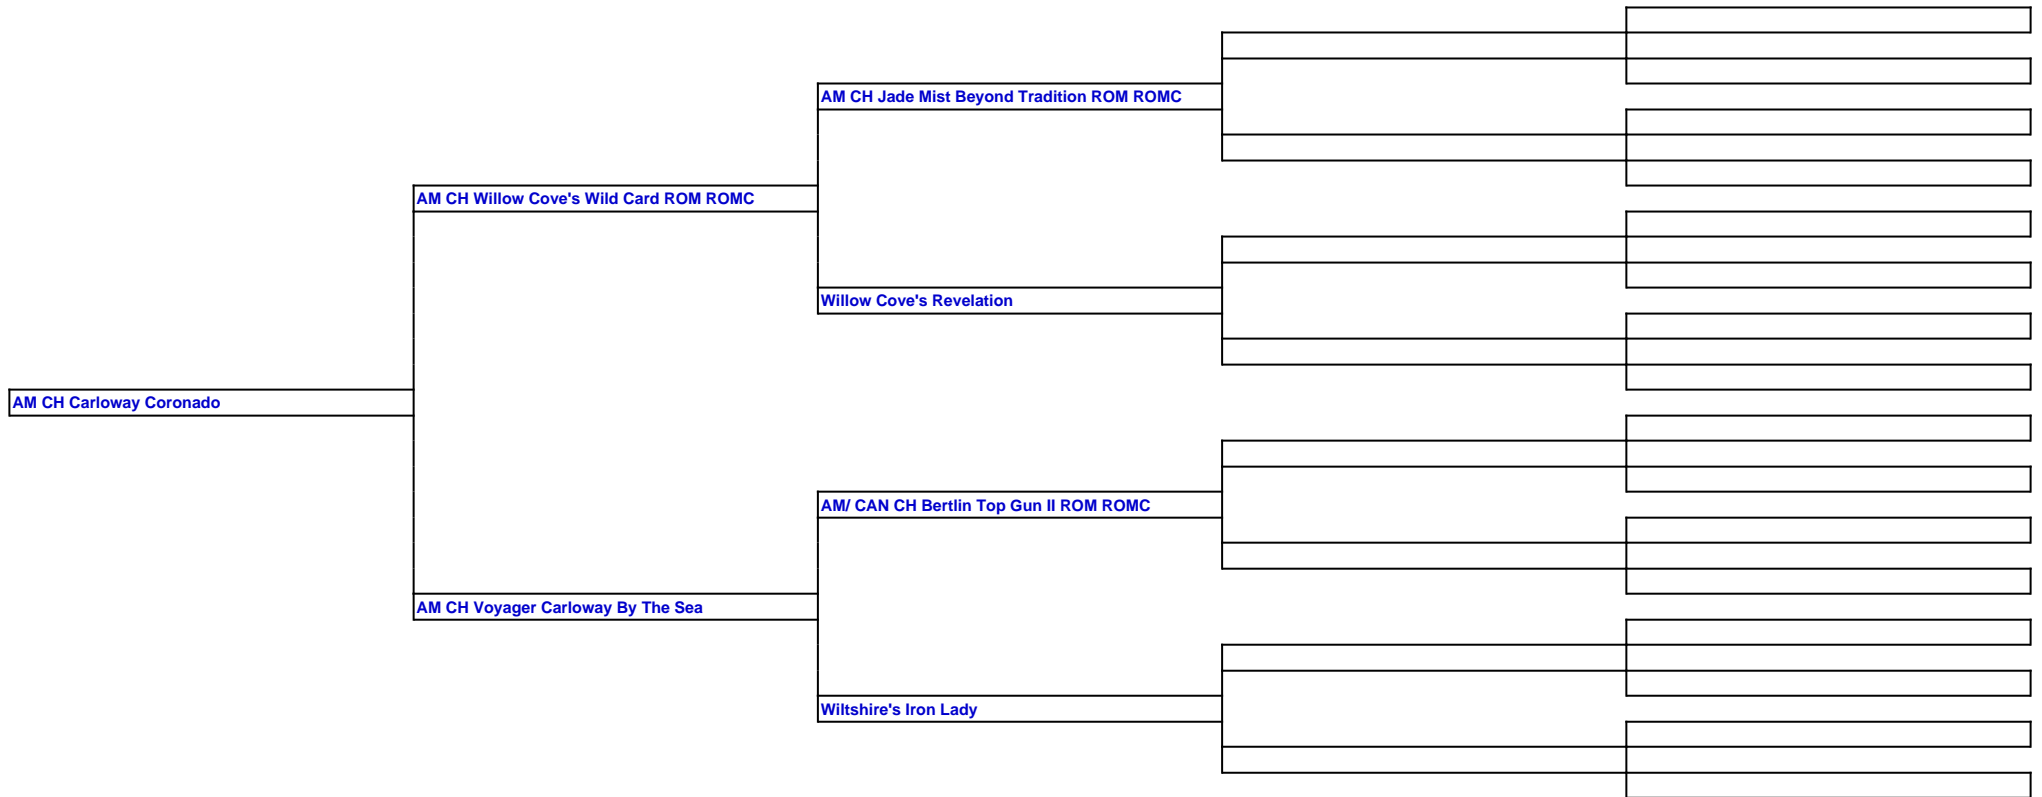 AM CH Jade Mist Beyond Tradition ROM ROMC
AM CH Willow Cove's Wild Card ROM ROMC
Willow Cove's Revelation
AM CH Carloway Coronado
AM/ CAN CH Bertlin Top Gun II ROM ROMC
AM CH Voyager Carloway By The Sea
Wiltshire's Iron Lady